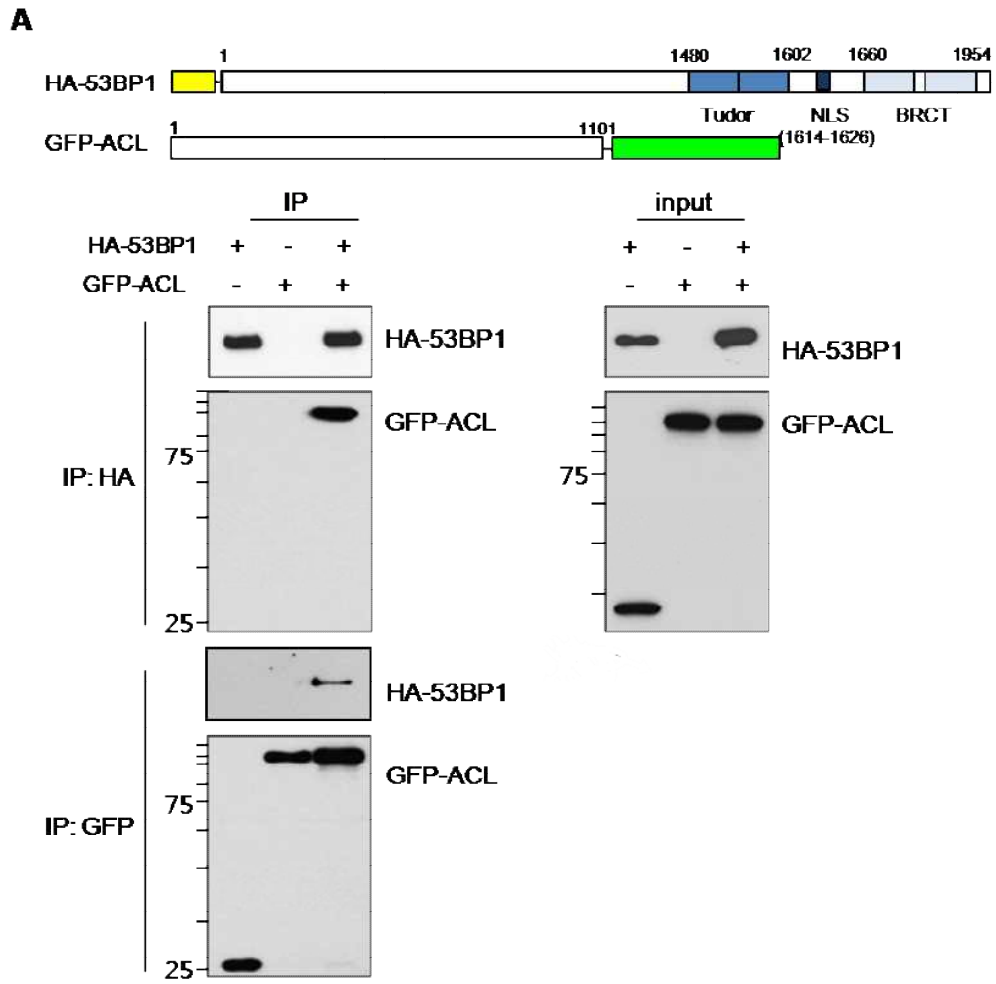 A
1 1480 1602 1660 1954
HA-53BP1
Tudor NLS BRCT
(1614-1626)
1 1101
GFP-ACL
IP input
HA-53BP1 + - + + - +
GFP-ACL - + + - + +
HA-53BP1 HA-53BP1
GFP-ACL GFP-ACL
75 75
IP: HA
25
HA-53BP1
GFP-ACL
75
IP: GFP
25